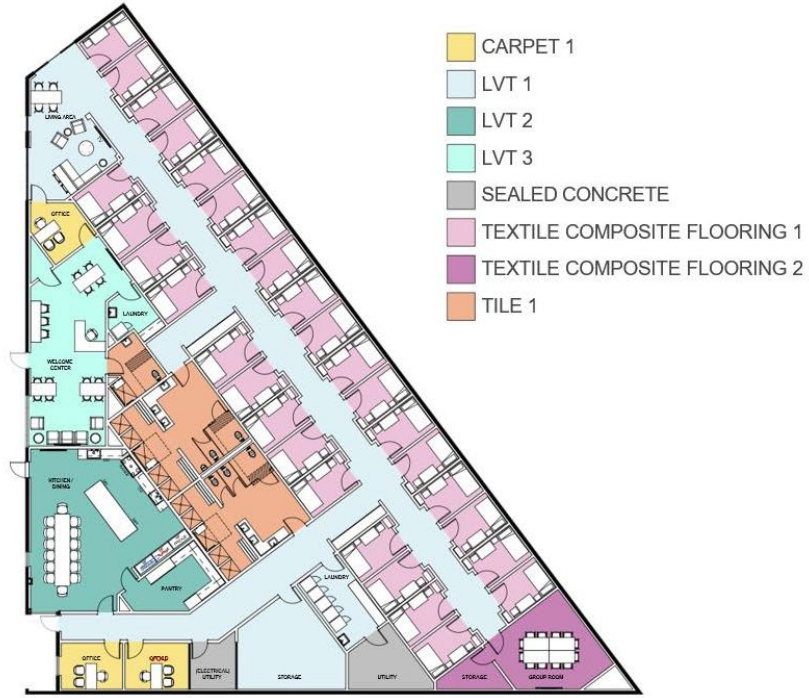 CARPET 1
LVT 1
LVT 2
LVT 3
SEALED CONCRETE
TEXTILE COMPOSITE FLOORING 1
TEXTILE COMPOSITE FLOORING 2
TILE 1
LIVING AREA
OFFICE
LAUNDRY
WELCOME
CENTER
KITCHEN /
DINING
PANTRY
LAUNDRY
OFFICE
(ELECTRICAL)
UTILITY
STORAGE
UTILITY
STORAGE
GROUP ROOM